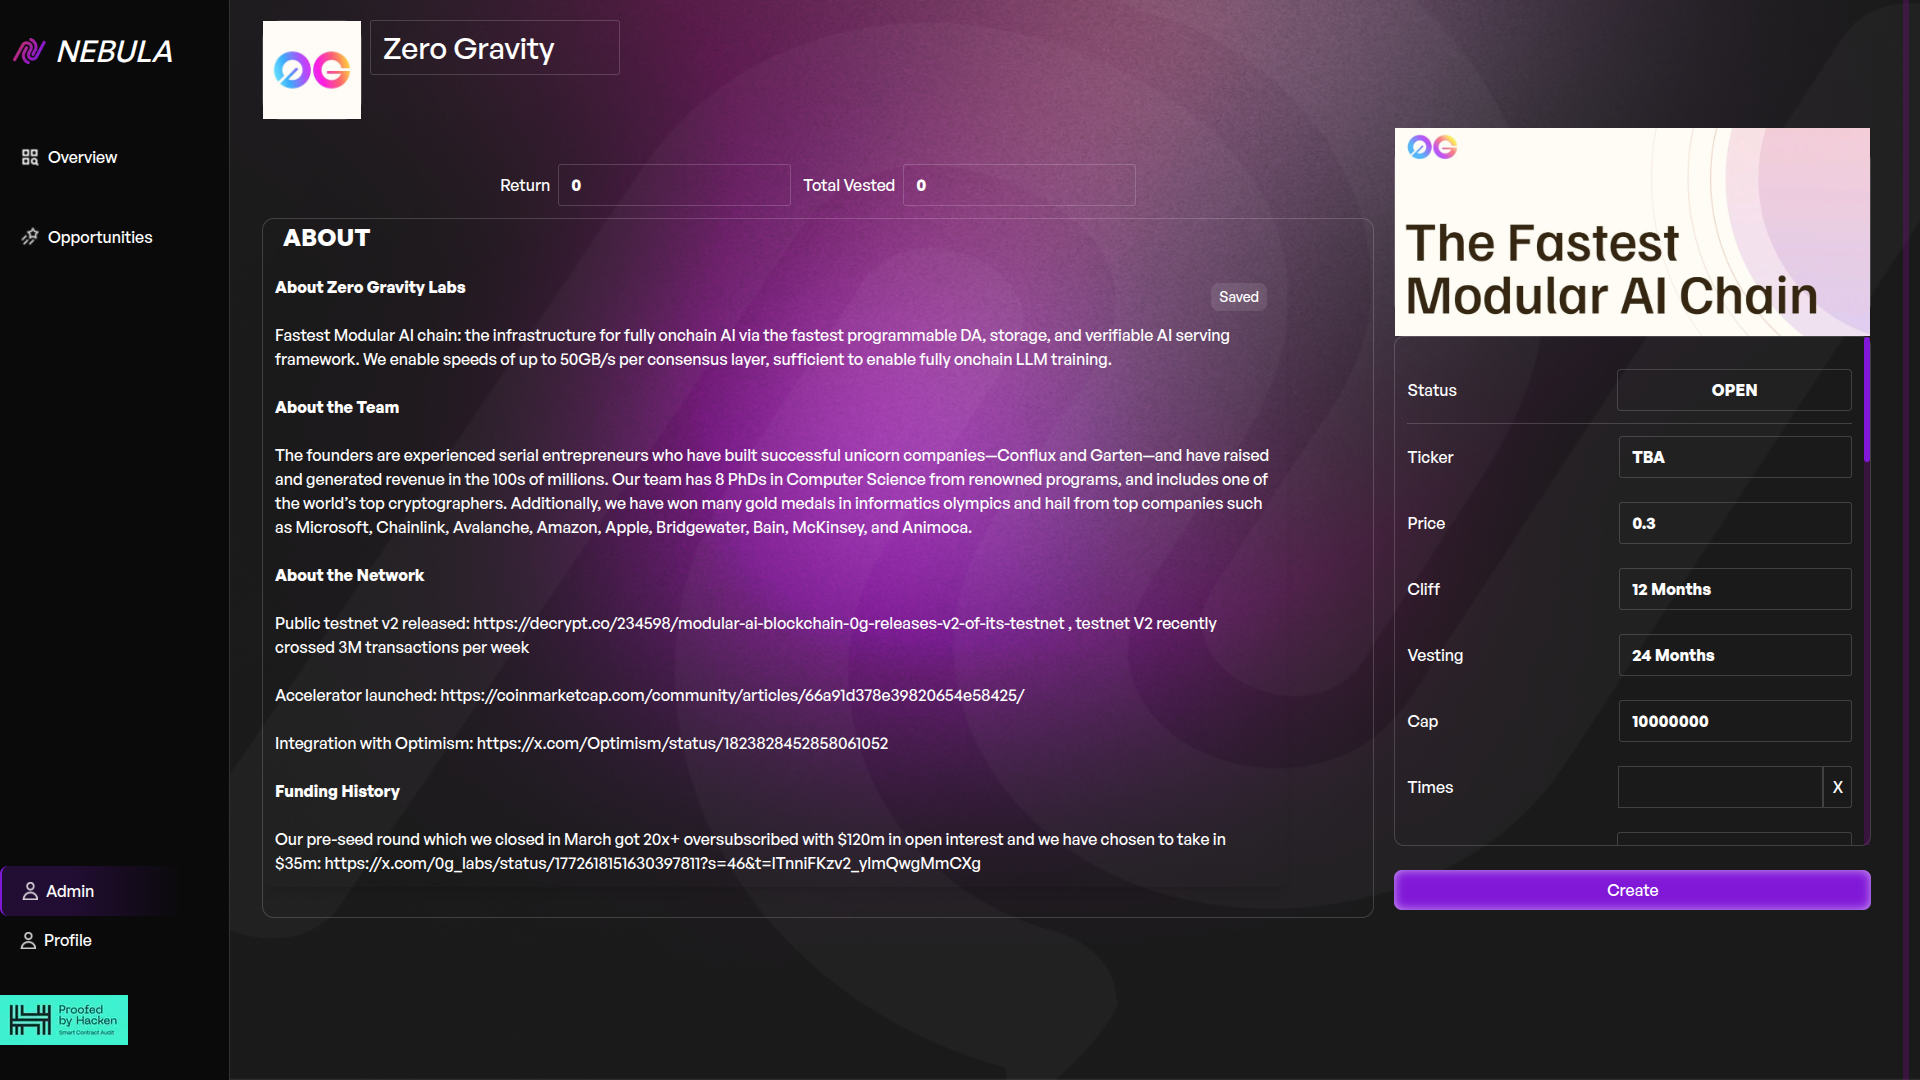 NEBULA
Overview
Opportunities
Admin
Profile
Proofed
by Hacken
Smart Contract Audit
Zero Gravity
Return 0 Total Vested 0
ABOUT
About Zero Gravity Labs
Saved
Fastest Modular AI chain: the infrastructure for fully onchain AI via the fastest programmable DA, storage, and verifiable AI serving
framework. We enable speeds of up to 50GB/s per consensus layer, sufficient to enable fully onchain LLM training.
About the Team
The founders are experienced serial entrepreneurs who have built successful unicorn companies—Conflux and Garten—and have raised
and generated revenue in the 100s of millions. Our team has 8 PhDs in Computer Science from renowned programs, and includes one of
the world’s top cryptographers. Additionally, we have won many gold medals in informatics olympics and hail from top companies such
as Microsoft, Chainlink, Avalanche, Amazon, Apple, Bridgewater, Bain, McKinsey, and Animoca.
About the Network
Public testnet v2 released: https://decrypt.co/234598/modular-ai-blockchain-0g-releases-v2-of-its-testnet , testnet V2 recently
crossed 3M transactions per week
Accelerator launched: https://coinmarketcap.com/community/articles/66a91d378e39820654e58425/
Integration with Optimism: https://x.com/Optimism/status/1823828452858061052
Funding History
Our pre-seed round which we closed in March got 20x+ oversubscribed with $120m in open interest and we have chosen to take in
$35m: https://x.com/0g_labs/status/1772618151630397811?s=46&t=ITnniFKzv2_yImQwgMmCXg
0G
0G
The Fastest
Modular AI Chain
Status OPEN
Ticker TBA
Price 0.3
Cliff 12 Months
Vesting 24 Months
Cap 10000000
Times X
Create